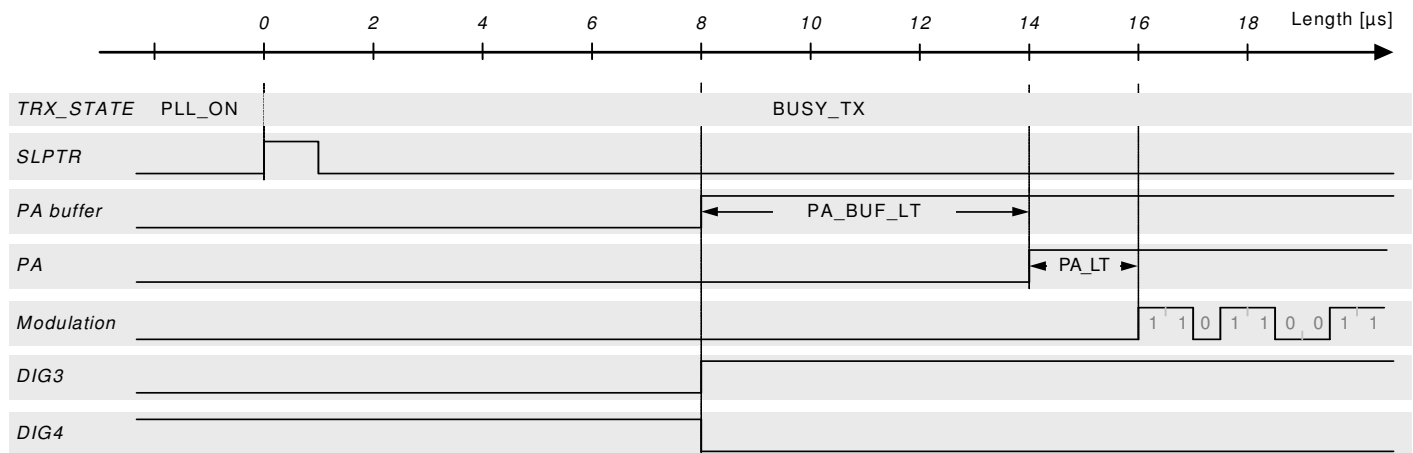 0 2 4 6 8 10 12 14 16 18 Length [µs]
TRX_STATE PLL_ON BUSY_TX
SLPTR
PA buffer PA_BUF_LT
PA PA_LT
Modulation 1 1 0 1 1 0 0 1 1
DIG3
DIG4